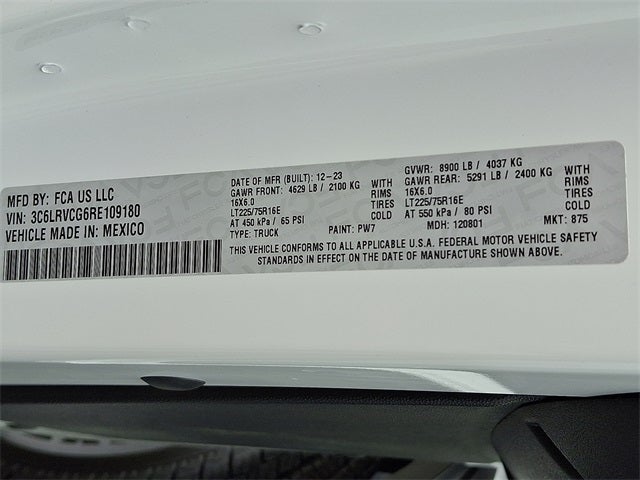 MFD BY: FCA US LLC
VIN: 3C6LRVCG6RE109180
VEHICLE MADE IN: MEXICO
DATE OF MFR (BUILT): 12-23
GAWR FRONT: 4629 LB / 2100 KG WITH
16X6.0 RIMS
LT225/75R16E TIRES
AT 450 kPa / 65 PSI COLD
TYPE: TRUCK PAINT: PW7
GVWR: 8900 LB / 4037 KG
GAWR REAR: 5291 LB / 2400 KG WITH
16X6.0 RIMS
LT225/75R16E TIRES
AT 550 kPa / 80 PSI COLD
MDH: 120801 MKT: 875
THIS VEHICLE CONFORMS TO ALL APPLICABLE U.S.A. FEDERAL MOTOR VEHICLE SAFETY
STANDARDS IN EFFECT ON THE DATE OF MANUFACTURE SHOWN ABOVE.